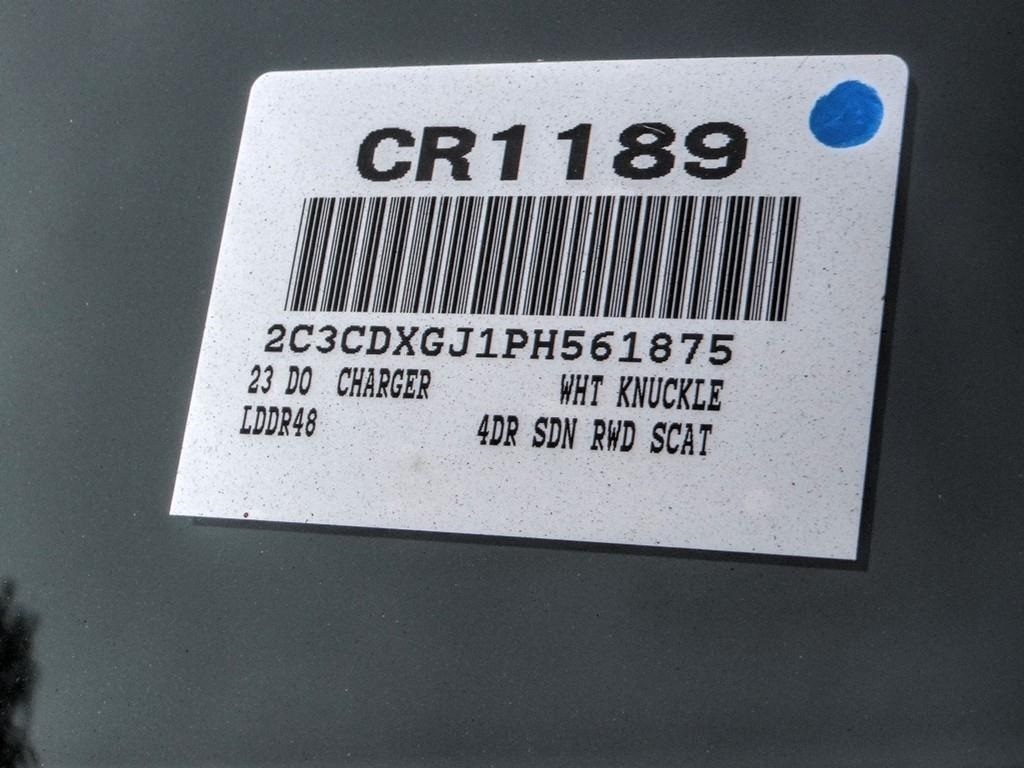 CR1189
2C3CDXGJ1PH561875
23 DO CHARGER WHT KNUCKLE
LDDR48 4DR SDN RWD SCAT